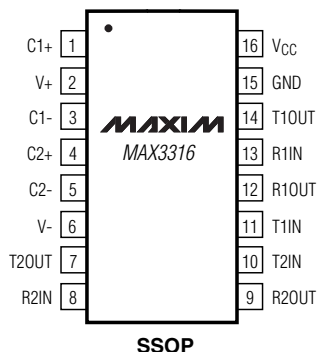 C1+ 1 16 VCC
V+ 2 15 GND
C1- 3 MAXIM 14 T1OUT
C2+ 4 MAX3316 13 R1IN
C2- 5 12 R1OUT
V- 6 11 T1IN
T2OUT 7 10 T2IN
R2IN 8 9 R2OUT
SSOP